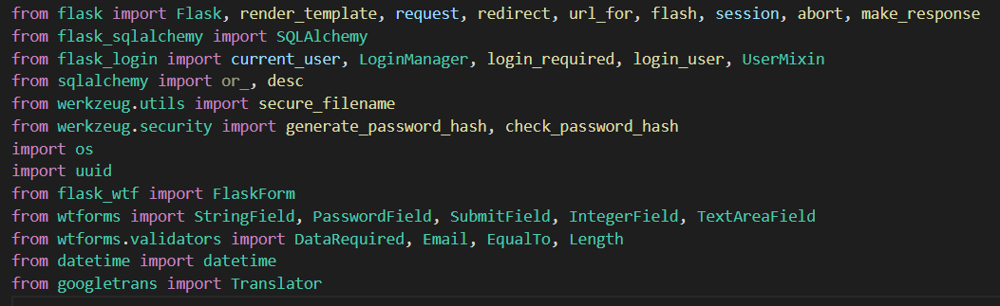 from flask import Flask, render_template, request, redirect, url_for, flash, session, abort, make_response
from flask_sqlalchemy import SQLAlchemy
from flask_login import current_user, LoginManager, login_required, login_user, UserMixin
from sqlalchemy import or_, desc
from werkzeug.utils import secure_filename
from werkzeug.security import generate_password_hash, check_password_hash
import os
import uuid
from flask_wtf import FlaskForm
from wtforms import StringField, PasswordField, SubmitField, IntegerField, TextAreaField
from wtforms.validators import DataRequired, Email, EqualTo, Length
from datetime import datetime
from googletrans import Translator